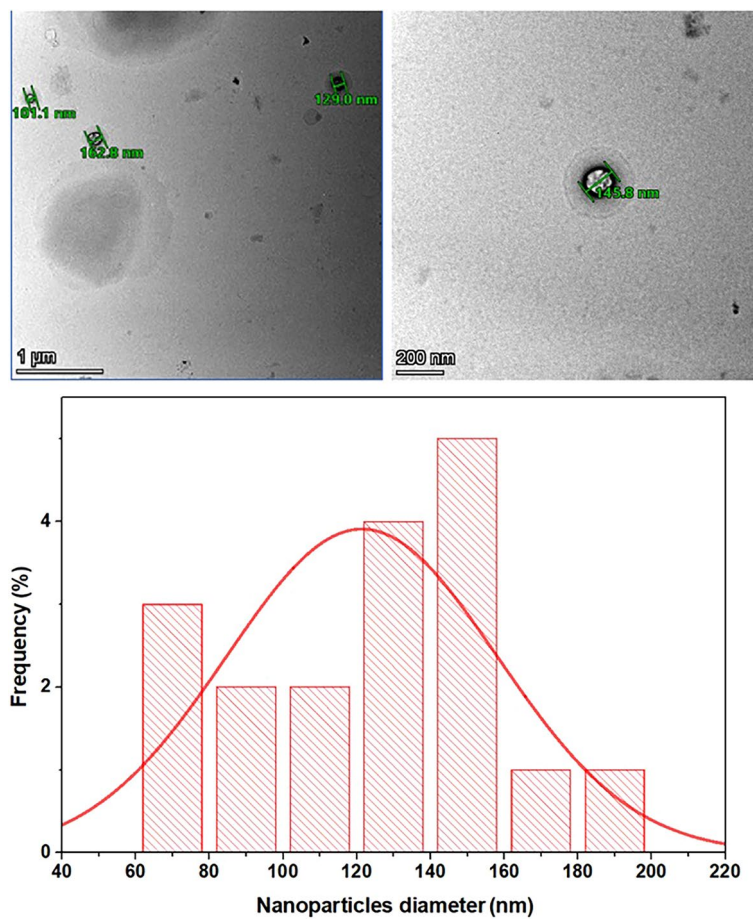 101.1 nm
162.8 nm
129.0 nm
1 µm
145.8 nm
200 nm
Frequency (%)
4
2
0
40 60 80 100 120 140 160 180 200 220
Nanoparticles diameter (nm)